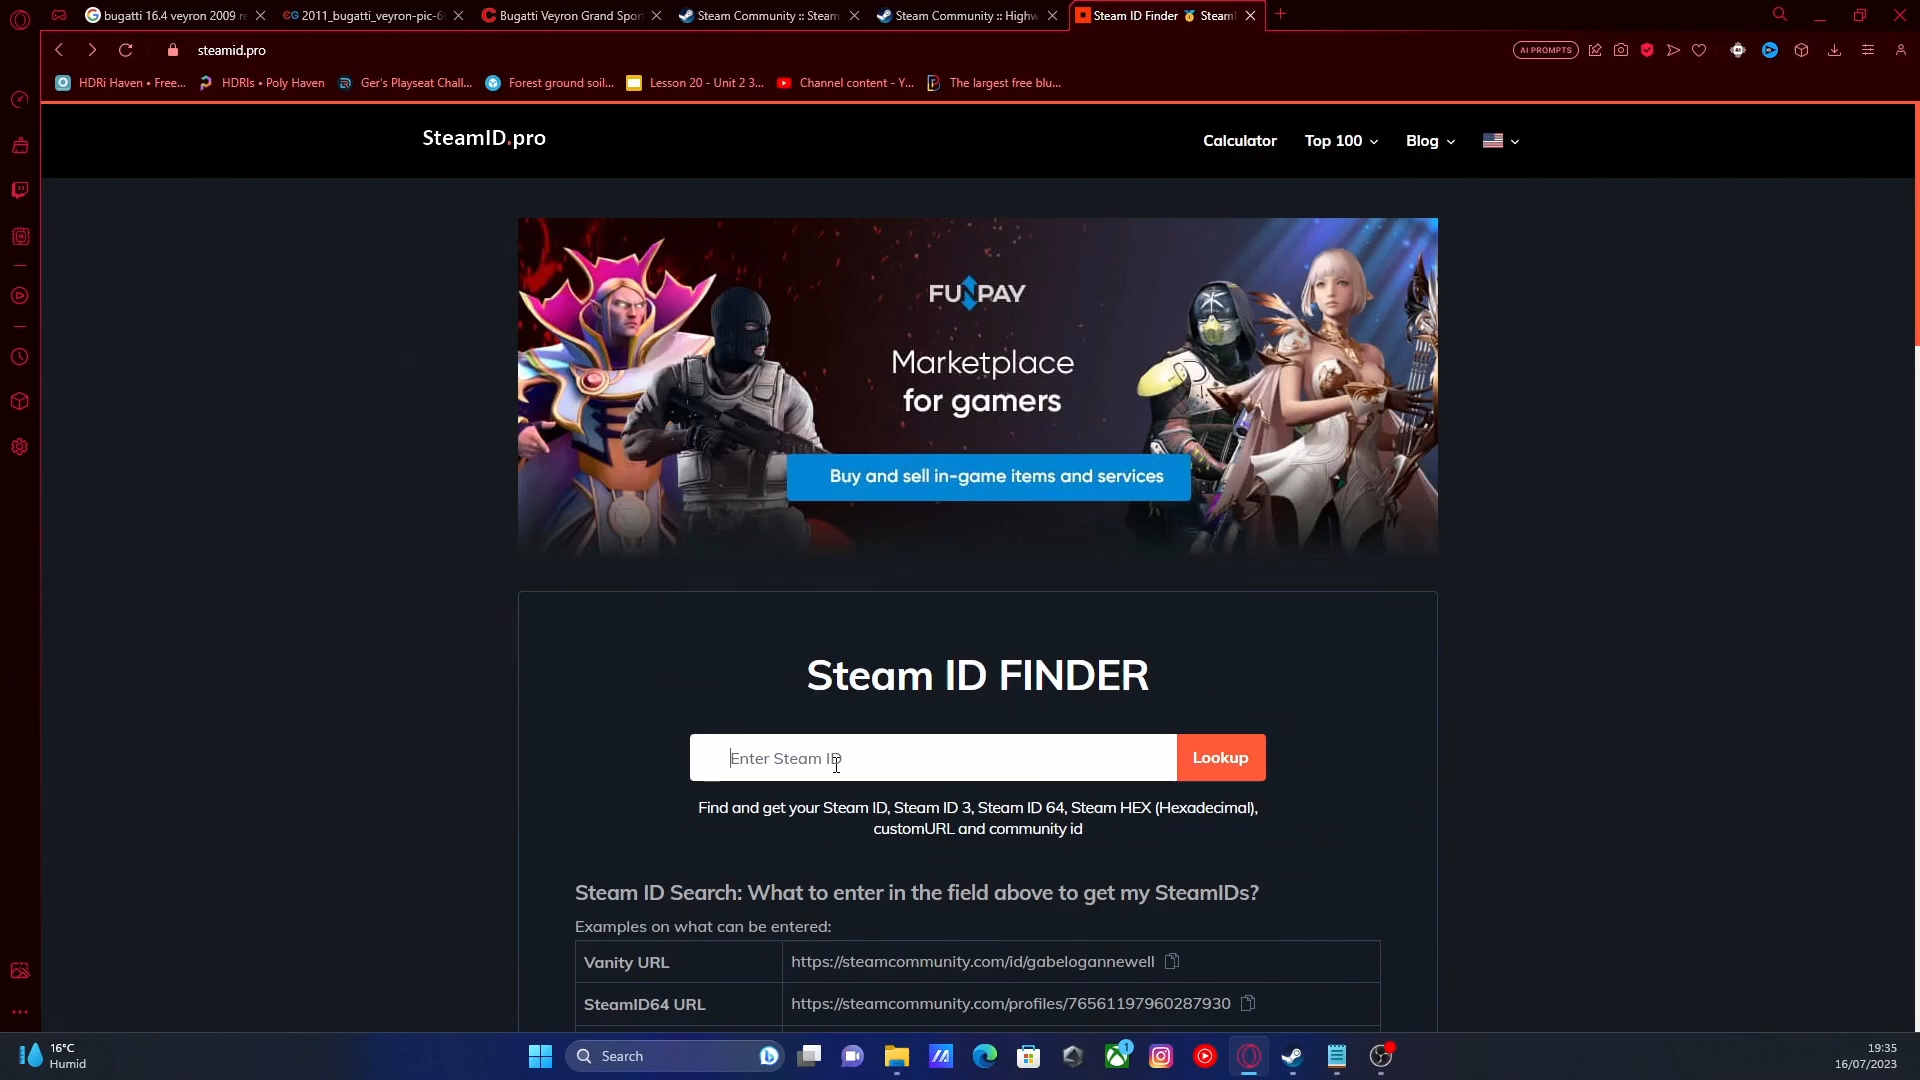 bugatti 16.4 veyron 2009 re
2011_bugatti_veyron-pic-6
Bugatti Veyron Grand Spor
Steam Community :: Steam
Steam Community :: Highw
Steam ID Finder 🏅 Steam
steamid.pro
AI PROMPTS
HDRi Haven • Free...
HDRIs • Poly Haven
Ger's Playseat Chall...
Forest ground soil...
Lesson 20 - Unit 2 3...
Channel content - Y...
The largest free blu...
SteamID.pro
Calculator
Top 100
Blog
FUNPAY
Marketplace
for gamers
Buy and sell in-game items and services
Steam ID FINDER
Enter Steam ID
Lookup
Find and get your Steam ID, Steam ID 3, Steam ID 64, Steam HEX (Hexadecimal),
customURL and community id
Steam ID Search: What to enter in the field above to get my SteamIDs?
Examples on what can be entered:
Vanity URL
https://steamcommunity.com/id/gabelogannewell
SteamID64 URL
https://steamcommunity.com/profiles/76561197960287930
16°C
Humid
Search
1
19:35
16/07/2023